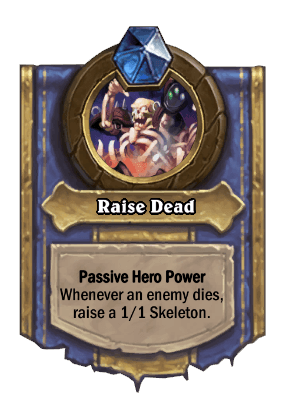 Raise Dead
Passive Hero Power
Whenever an enemy dies,
raise a 1/1 Skeleton.